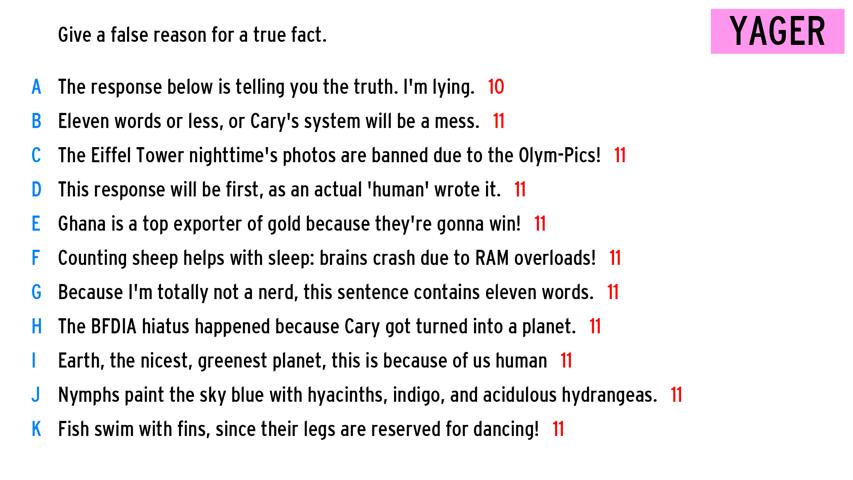 Give a false reason for a true fact.
YAGER
A The response below is telling you the truth. I'm lying. 10
B Eleven words or less, or Cary's system will be a mess. 11
C The Eiffel Tower nighttime's photos are banned due to the Olym-Pics! 11
D This response will be first, as an actual 'human' wrote it. 11
E Ghana is a top exporter of gold because they're gonna win! 11
F Counting sheep helps with sleep: brains crash due to RAM overloads! 11
G Because I'm totally not a nerd, this sentence contains eleven words. 11
H The BFDIA hiatus happened because Cary got turned into a planet. 11
I Earth, the nicest, greenest planet, this is because of us human 11
J Nymphs paint the sky blue with hyacinths, indigo, and acidulous hydrangeas. 11
K Fish swim with fins, since their legs are reserved for dancing! 11